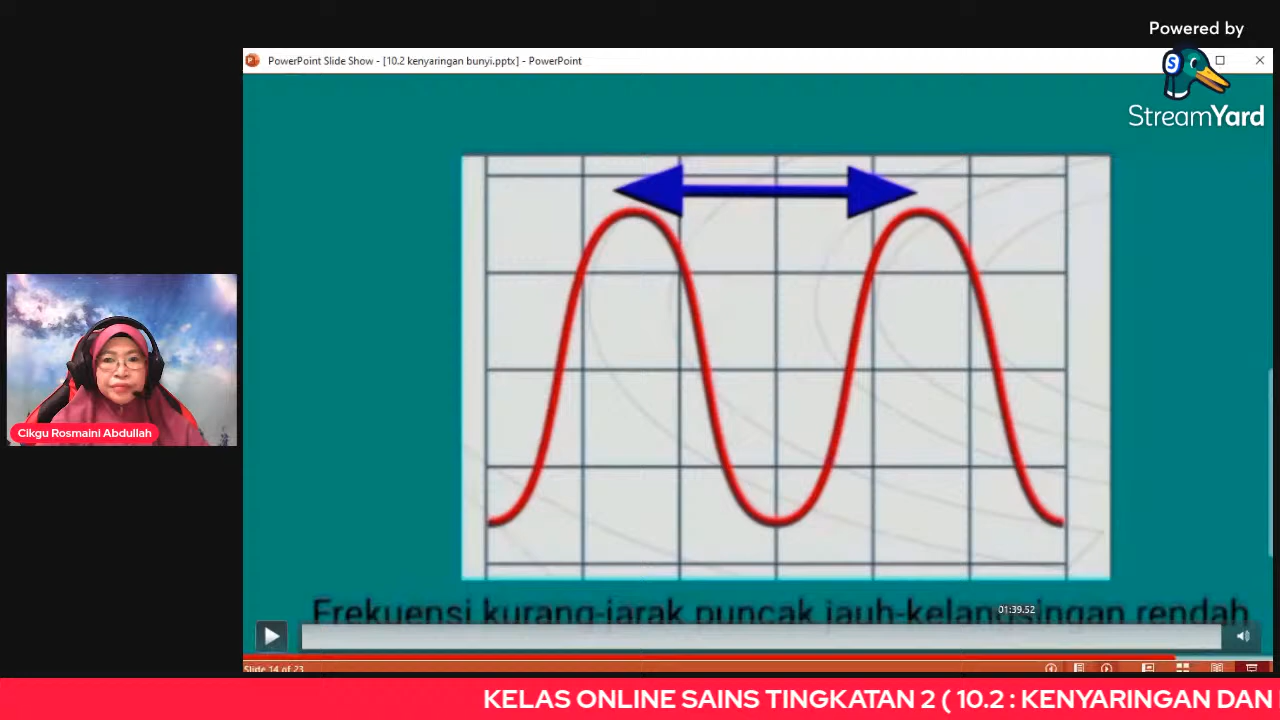 Powered by
PowerPoint Slide Show - [10.2 kenyaringan bunyi.pptx] - PowerPoint
StreamYard
Cikgu Rosmaini Abdullah
Frekuensi kurang-jarak puncak jauh-kelangsingan rendah
01:39.52
Slide 14 of 23
KELAS ONLINE SAINS TINGKATAN 2 ( 10.2 : KENYARINGAN DAN